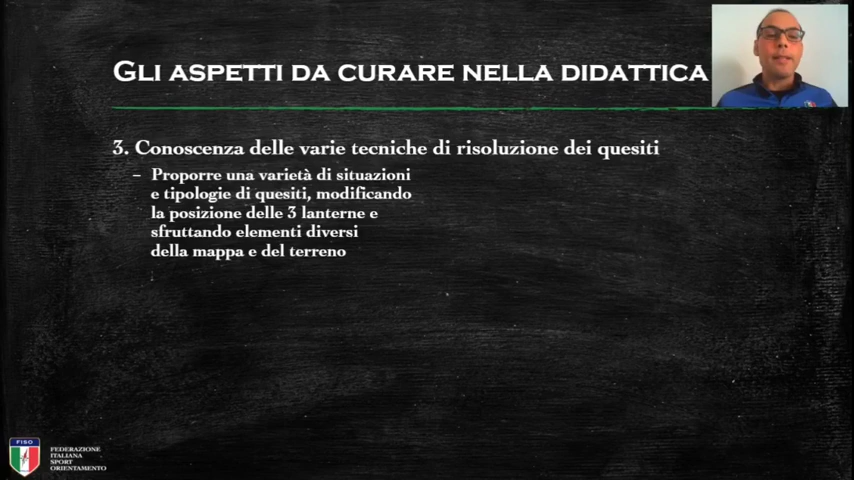 GLI ASPETTI DA CURARE NELLA DIDATTICA
3. Conoscenza delle varie tecniche di risoluzione dei quesiti
– Proporre una varietà di situazioni
e tipologie di quesiti, modificando
la posizione delle 3 lanterne e
sfruttando elementi diversi
della mappa e del terreno
FISO
FEDERAZIONE
ITALIANA
SPORT
ORIENTAMENTO